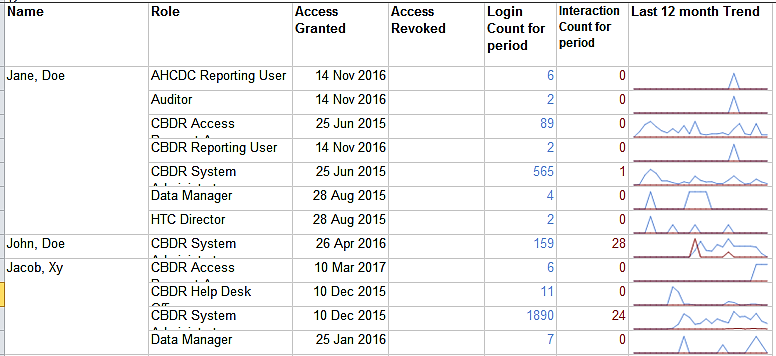 Name Role Access Granted Access Revoked Login Count for period Interaction Count for period Last 12 month Trend
Jane, Doe AHCDC Reporting User 14 Nov 2016 6 0
Auditor 14 Nov 2016 2 0
CBDR Access 25 Jun 2015 89 0
CBDR Reporting User 14 Nov 2016 2 0
CBDR System 25 Jun 2015 565 1
Data Manager 28 Aug 2015 4 0
HTC Director 28 Aug 2015 2 0
John, Doe CBDR System 26 Apr 2016 159 28
Jacob, Xy CBDR Access 10 Mar 2017 6 0
CBDR Help Desk 10 Dec 2015 11 0
CBDR System 10 Dec 2015 1890 24
Data Manager 25 Jan 2016 7 0